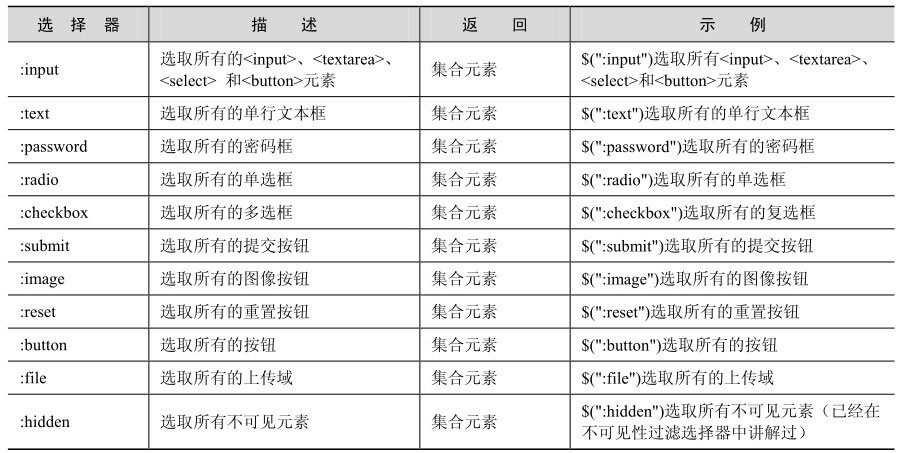 选 择 器 描 述 返 回 示 例
:input 选取所有的<input>、<textarea>、 集合元素 $(":input")选取所有<input>、<textarea>、
<select> 和<button>元素 <select>和<button>元素
:text 选取所有的单行文本框 集合元素 $(":text")选取所有的单行文本框
:password 选取所有的密码框 集合元素 $(":password")选取所有的密码框
:radio 选取所有的单选框 集合元素 $(":radio")选取所有的单选框
:checkbox 选取所有的多选框 集合元素 $(":checkbox")选取所有的复选框
:submit 选取所有的提交按钮 集合元素 $(":submit")选取所有的提交按钮
:image 选取所有的图像按钮 集合元素 $(":image")选取所有的图像按钮
:reset 选取所有的重置按钮 集合元素 $(":reset")选取所有的重置按钮
:button 选取所有的按钮 集合元素 $(":button")选取所有的按钮
:file 选取所有的上传域 集合元素 $(":file")选取所有的上传域
:hidden 选取所有不可见元素 集合元素 $(":hidden")选取所有不可见元素（已经在
不可见性过滤选择器中讲解过）